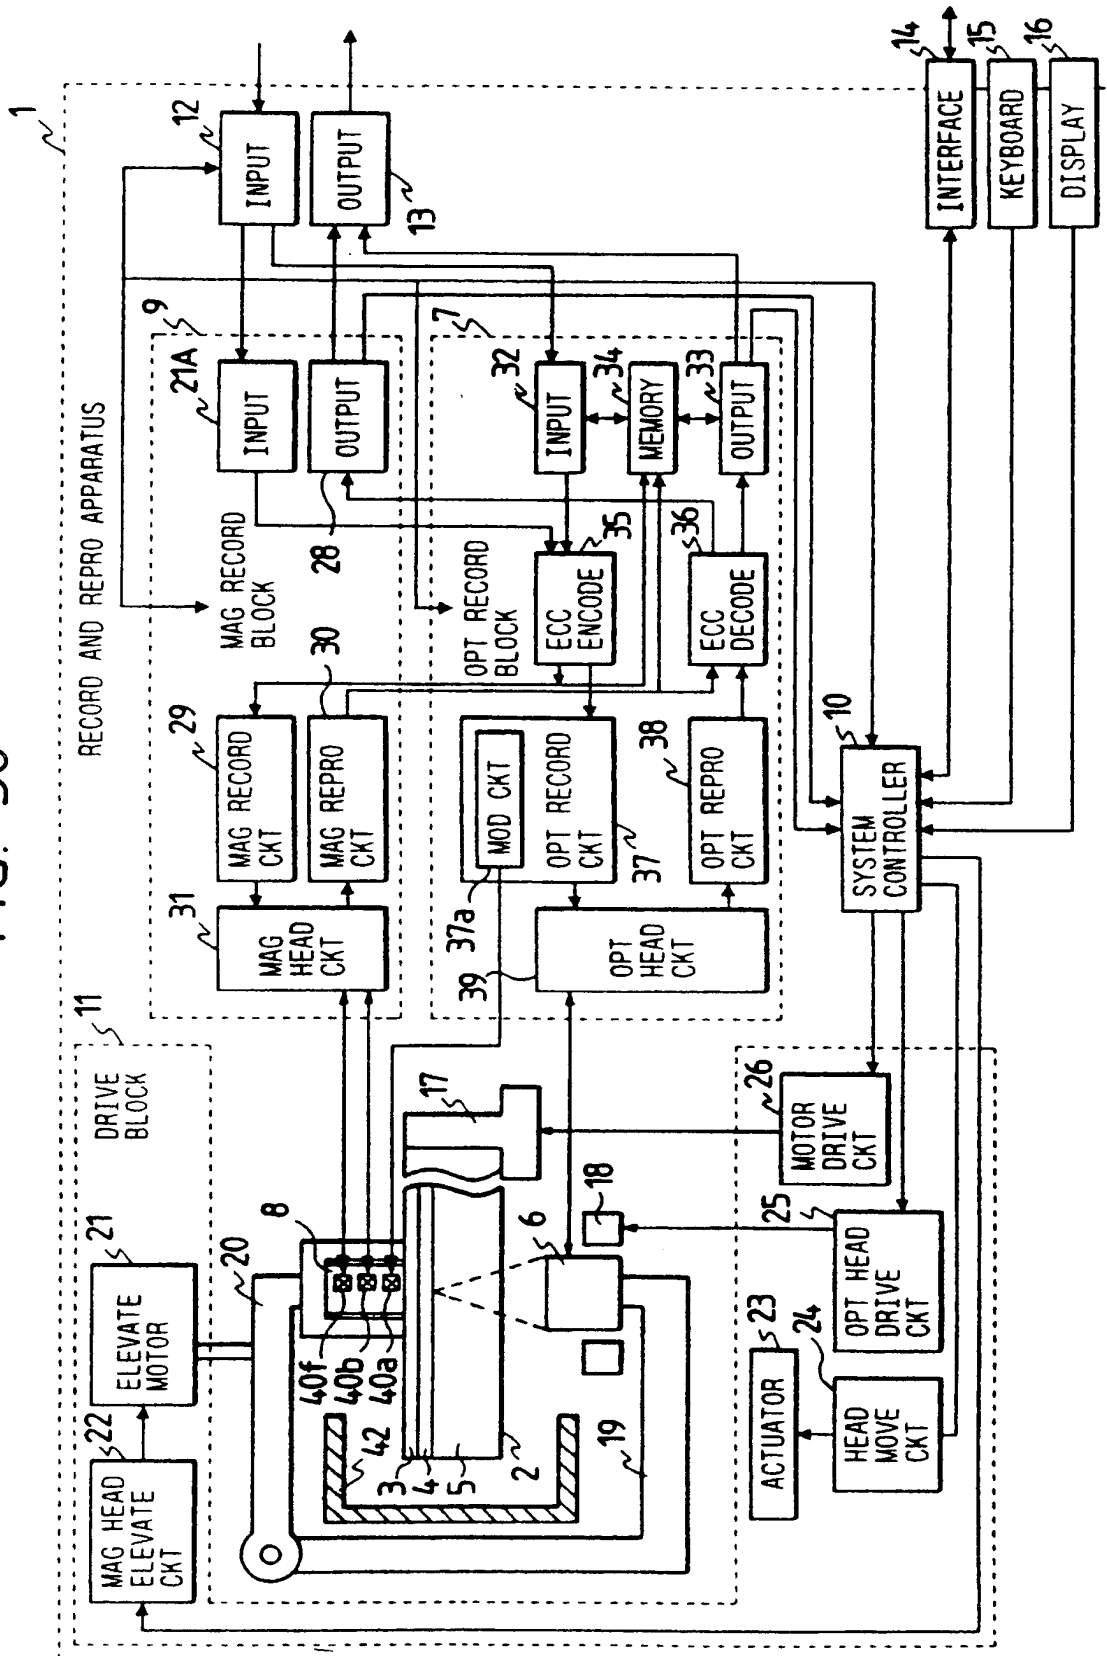 1
RECORD AND REPRO APPARATUS
11
DRIVE
BLOCK
MAG HEAD
ELEVATE
CKT
22
ELEVATE
MOTOR
21
20
8
40f
40b
40a
42
3
4
5
2
17
6
18
19
9
MAG RECORD
BLOCK
31
MAG
HEAD
CKT
29
MAG RECORD
CKT
30
MAG REPRO
CKT
21A
INPUT
OUTPUT
28
12
INPUT
OUTPUT
13
7
OPT RECORD
BLOCK
37a
MOD CKT
OPT RECORD
CKT
37
39
OPT
HEAD
CKT
38
OPT REPRO
CKT
ECC
ENCODE
35
36
ECC
DECODE
32
INPUT
34
MEMORY
33
OUTPUT
10
SYSTEM
CONTROLLER
14
INTERFACE
15
KEYBOARD
16
DISPLAY
23
ACTUATOR
24
HEAD
MOVE
CKT
25
OPT HEAD
DRIVE
CKT
26
MOTOR
DRIVE
CKT